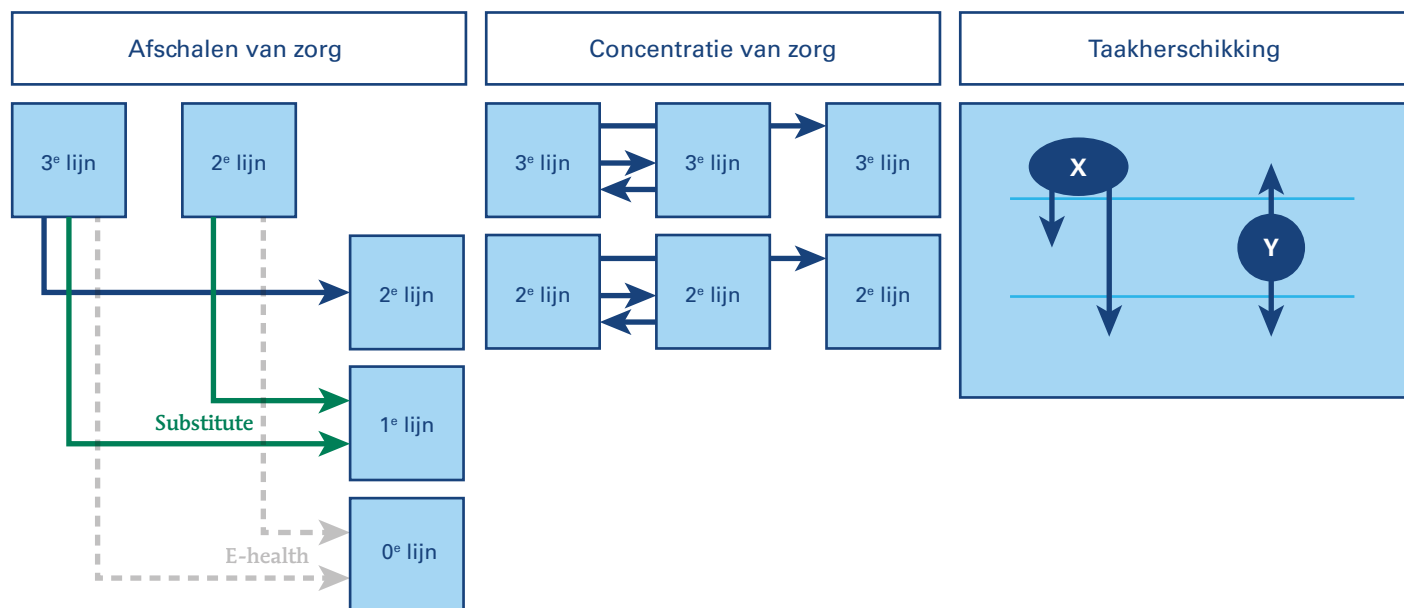 Afschalen van zorg
3ᵉ lijn
2ᵉ lijn
2ᵉ lijn
1ᵉ lijn
Substitute
0ᵉ lijn
E-health
Concentratie van zorg
3ᵉ lijn
3ᵉ lijn
3ᵉ lijn
2ᵉ lijn
2ᵉ lijn
2ᵉ lijn
Taakherschikking
X
Y